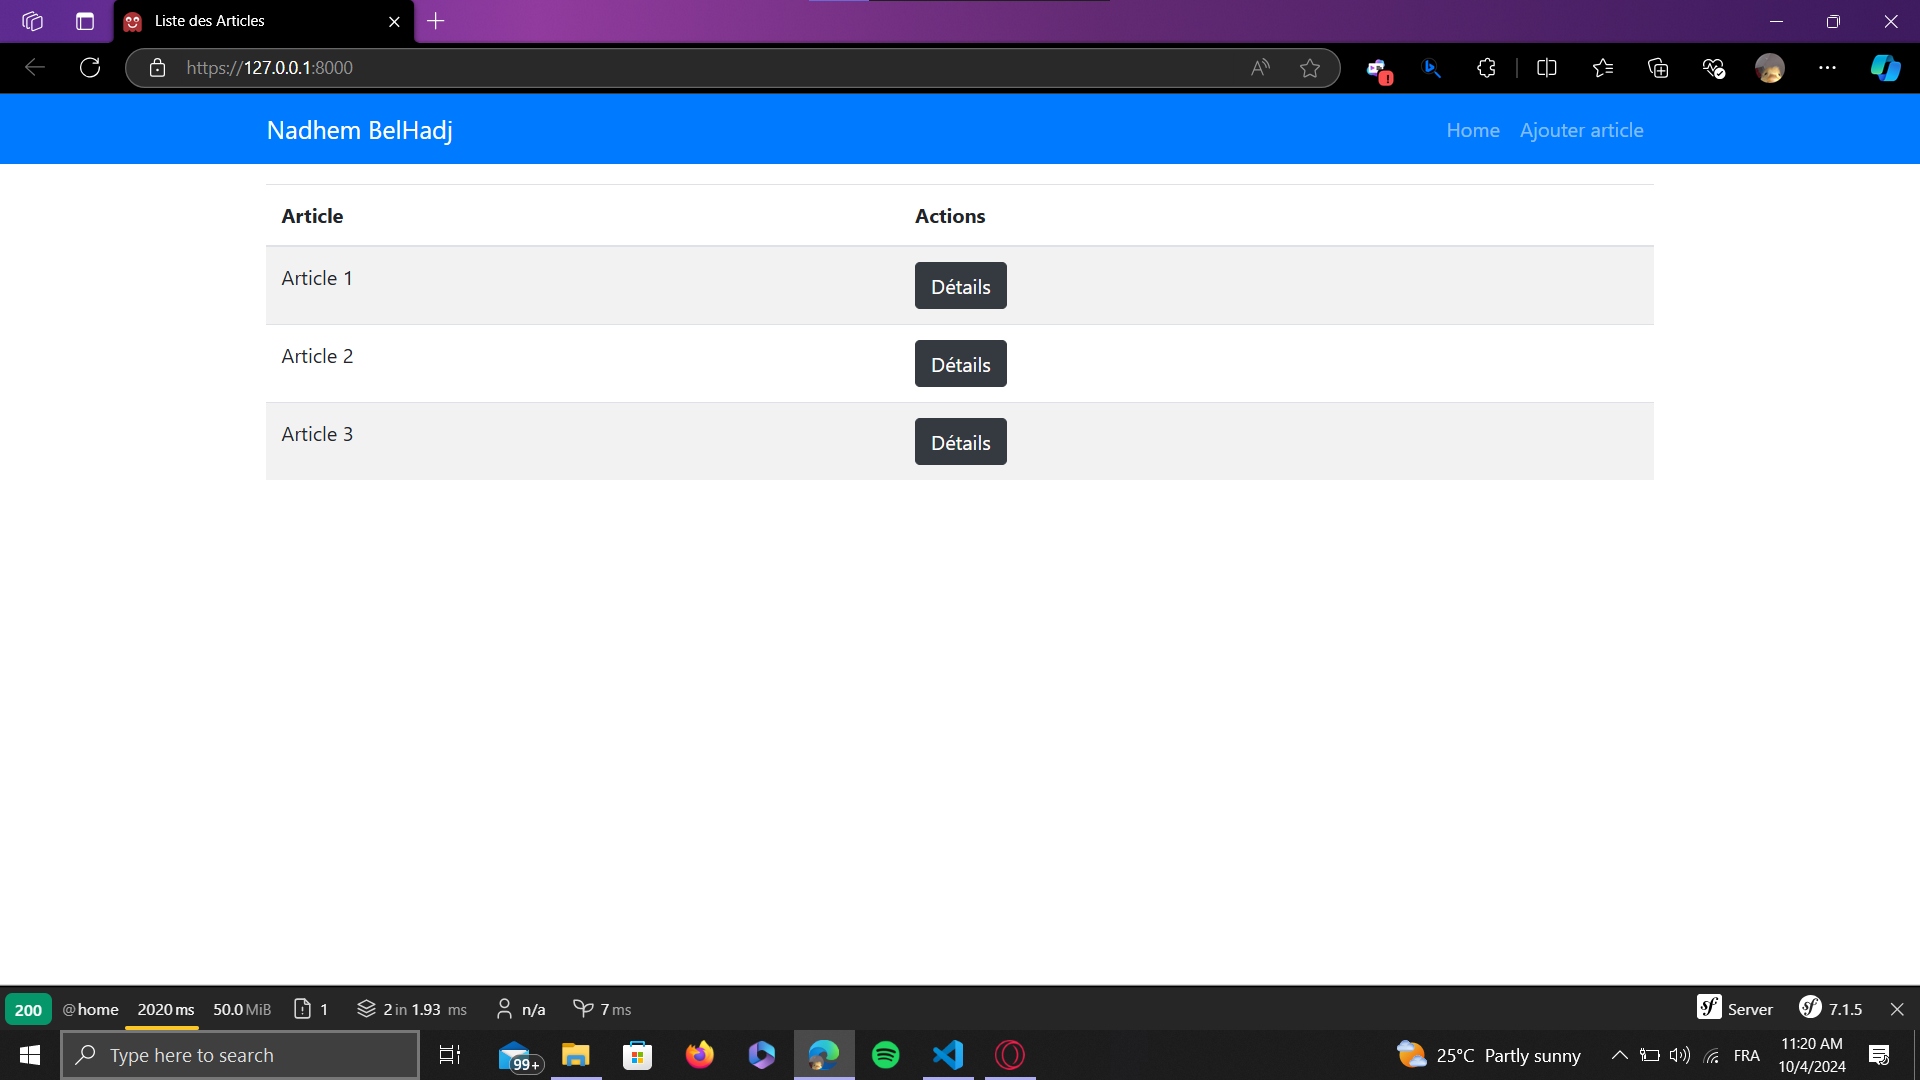 Liste des Articles
https://127.0.0.1:8000
Nadhem BelHadj
Home Ajouter article
Article Actions
Article 1 Détails
Article 2 Détails
Article 3 Détails
200 @home 2020 ms 50.0 MiB 1 2 in 1.93 ms n/a 7 ms Server 7.1.5
Type here to search 99+ 25°C Partly sunny FRA 11:20 AM
10/4/2024